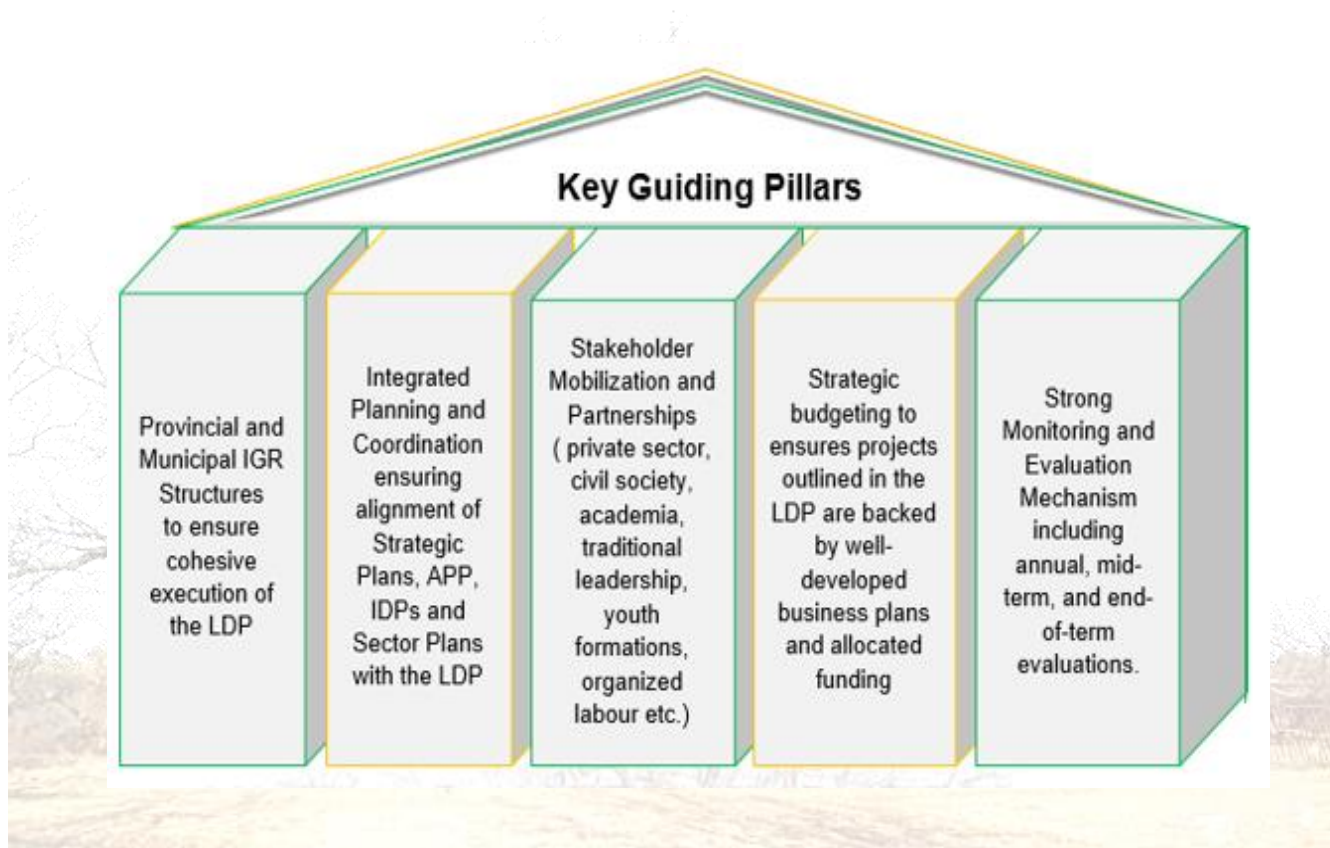 Key Guiding Pillars
Provincial and
Municipal IGR
Structures
to ensure
cohesive
execution of
the LDP
Integrated
Planning and
Coordination
ensuring
alignment of
Strategic
Plans, APP,
IDPs and
Sector Plans
with the LDP
Stakeholder
Mobilization and
Partnerships
( private sector,
civil society,
academia,
traditional
leadership,
youth
formations,
organized
labour etc.)
Strategic
budgeting to
ensures projects
outlined in the
LDP are backed
by well-
developed
business plans
and allocated
funding
Strong
Monitoring and
Evaluation
Mechanism
including
annual, mid-
term, and end-
of-term
evaluations.